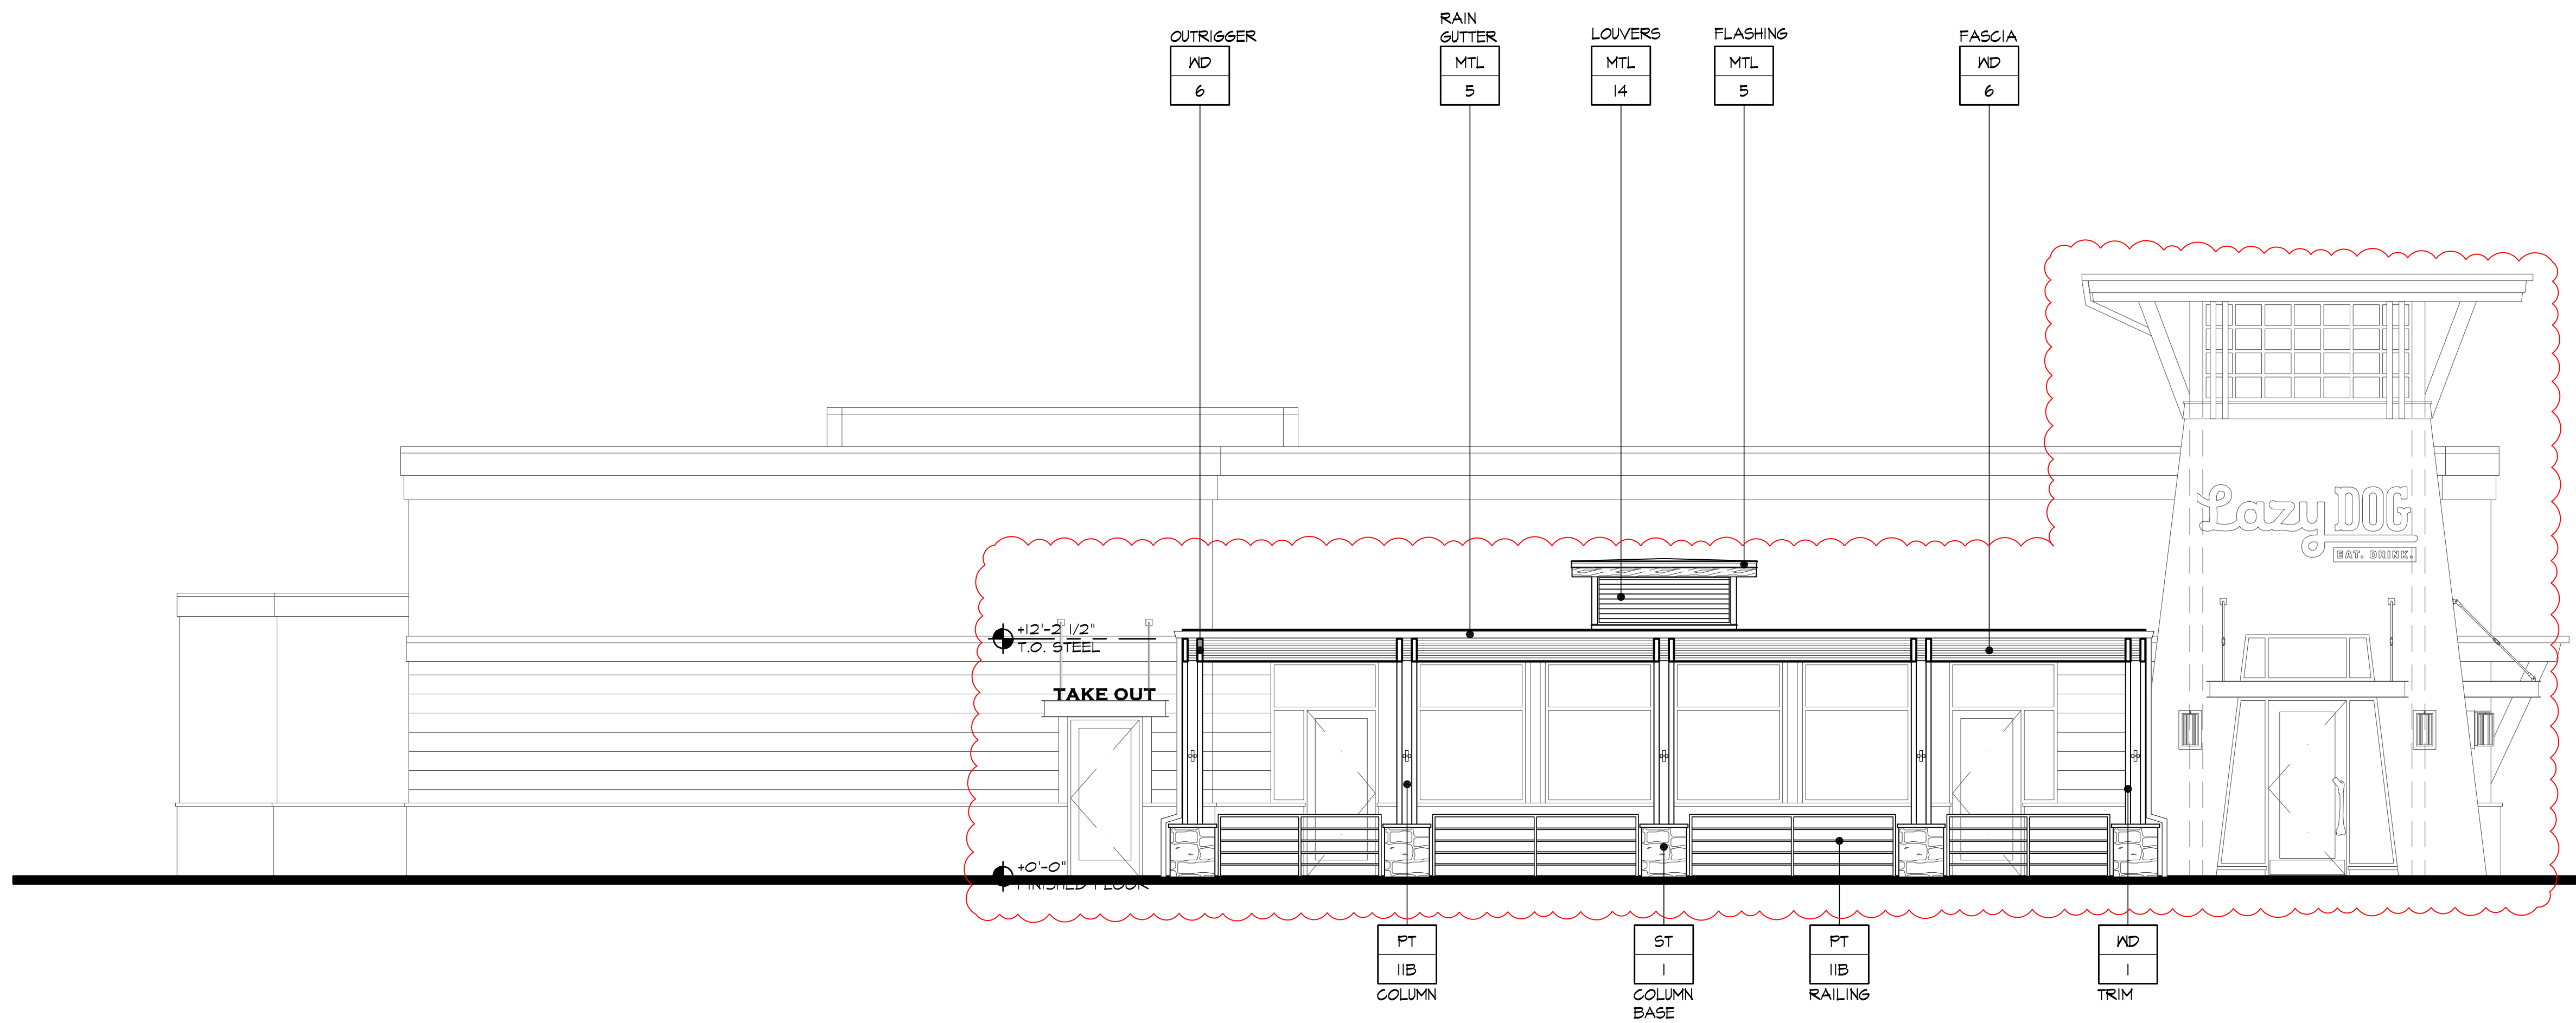 OUTRIGGER
WD
6
RAIN
GUTTER
MTL
5
LOUVERS
MTL
14
FLASHING
MTL
5
FASCIA
WD
6
Lazy DOG
EAT. DRINK.
+12'-2 1/2"
T.O. STEEL
TAKE OUT
+0'-0"
FINISHED FLOOR
PT
11B
COLUMN
ST
1
COLUMN
BASE
PT
11B
RAILING
WD
1
TRIM